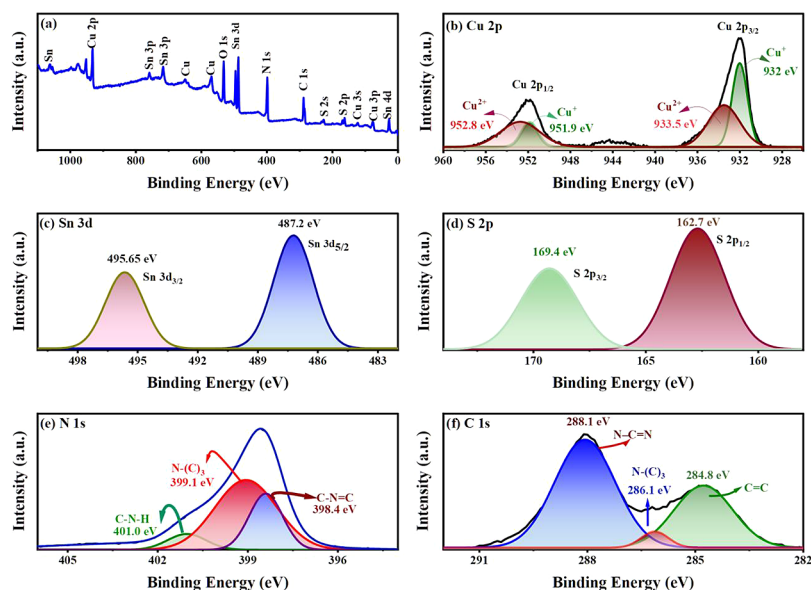 (a)
Intensity (a.u.)
Sn
Cu 2p
Sn 3p
Sn 3p
Cu
Cu
O 1s
Sn 3d
N 1s
C 1s
S 2s
S 2p
Cu 3s
Cu 3p
Sn 4d
1000 800 600 400 200 0
Binding Energy (eV)
(b) Cu 2p
Intensity (a.u.)
Cu 2p3/2
Cu⁺
932 eV
Cu 2p1/2
Cu²⁺
952.8 eV
Cu⁺
951.9 eV
Cu²⁺
933.5 eV
960 956 952 948 944 940 936 932 928
Binding Energy (eV)
(c) Sn 3d
Intensity (a.u.)
487.2 eV
Sn 3d5/2
495.65 eV
Sn 3d3/2
498 495 492 489 486 483
Binding Energy (eV)
(d) S 2p
Intensity (a.u.)
162.7 eV
S 2p1/2
169.4 eV
S 2p3/2
170 165 160
Binding Energy (eV)
(e) N 1s
Intensity (a.u.)
N-(C)3
399.1 eV
C-N=C
398.4 eV
C-N-H
401.0 eV
405 402 399 396
Binding Energy (eV)
(f) C 1s
Intensity (a.u.)
288.1 eV
N–C=N
N-(C)3
286.1 eV
284.8 eV
C=C
291 288 285 282
Binding Energy (eV)